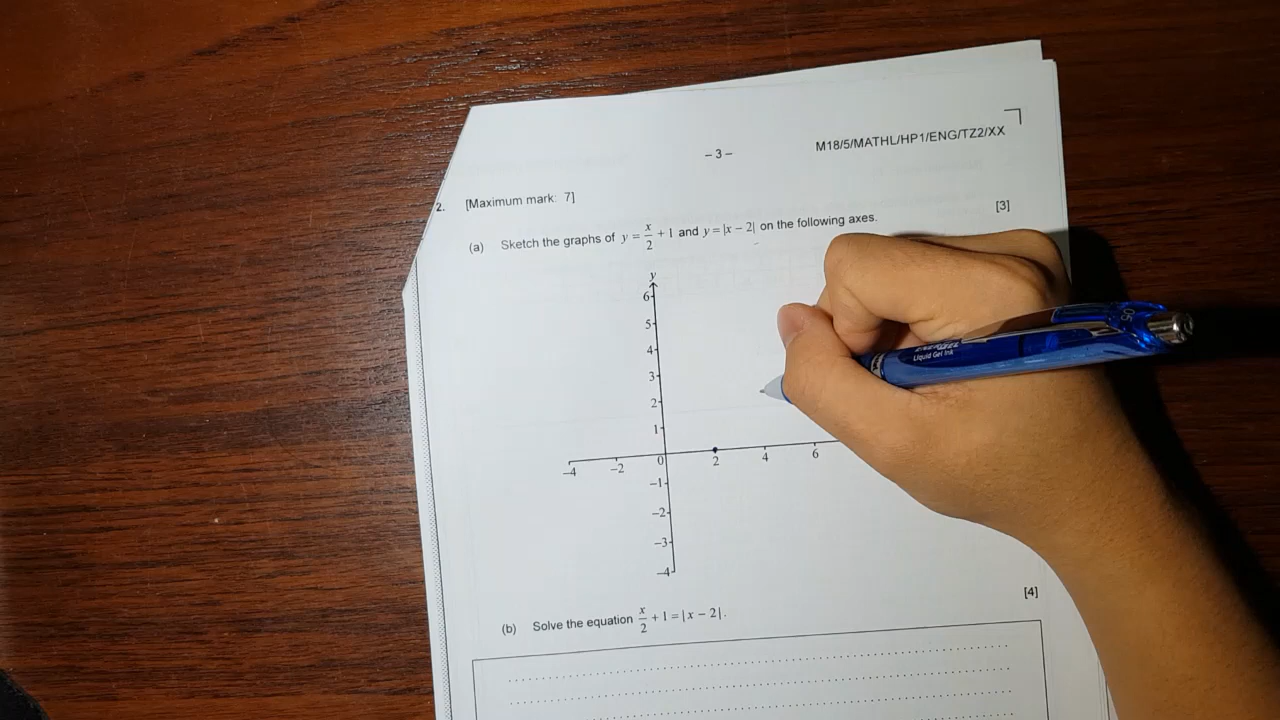 – 3 –
M18/5/MATHL/HP1/ENG/TZ2/XX
2. [Maximum mark: 7]
(a) Sketch the graphs of y = x/2 + 1 and y = |x − 2| on the following axes. [3]
y
6
5
4
3
2
1
−4 −2 0 2 4 6
−1
−2
−3
−4
(b) Solve the equation x/2 + 1 = |x − 2|. [4]
05
Liquid Gel Ink